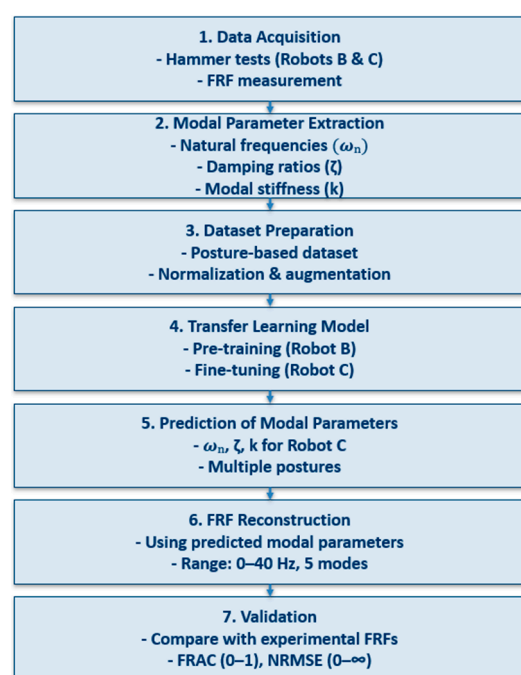 1. Data Acquisition
- Hammer tests (Robots B & C)
- FRF measurement
2. Modal Parameter Extraction
- Natural frequencies (ωₙ)
- Damping ratios (ζ)
- Modal stiffness (k)
3. Dataset Preparation
- Posture-based dataset
- Normalization & augmentation
4. Transfer Learning Model
- Pre-training (Robot B)
- Fine-tuning (Robot C)
5. Prediction of Modal Parameters
- ωₙ, ζ, k for Robot C
- Multiple postures
6. FRF Reconstruction
- Using predicted modal parameters
- Range: 0–40 Hz, 5 modes
7. Validation
- Compare with experimental FRFs
- FRAC (0–1), NRMSE (0–∞)